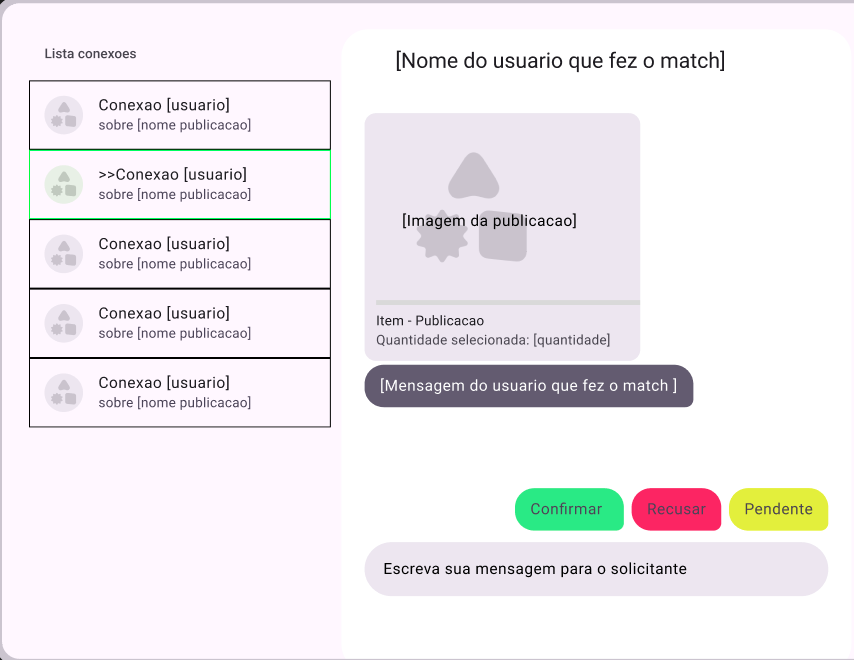 Lista conexoes
Conexao [usuario]
sobre [nome publicacao]
>>Conexao [usuario]
sobre [nome publicacao]
Conexao [usuario]
sobre [nome publicacao]
Conexao [usuario]
sobre [nome publicacao]
Conexao [usuario]
sobre [nome publicacao]
[Nome do usuario que fez o match]
[Imagem da publicacao]
Item - Publicacao
Quantidade selecionada: [quantidade]
[Mensagem do usuario que fez o match ]
Confirmar
Recusar
Pendente
Escreva sua mensagem para o solicitante